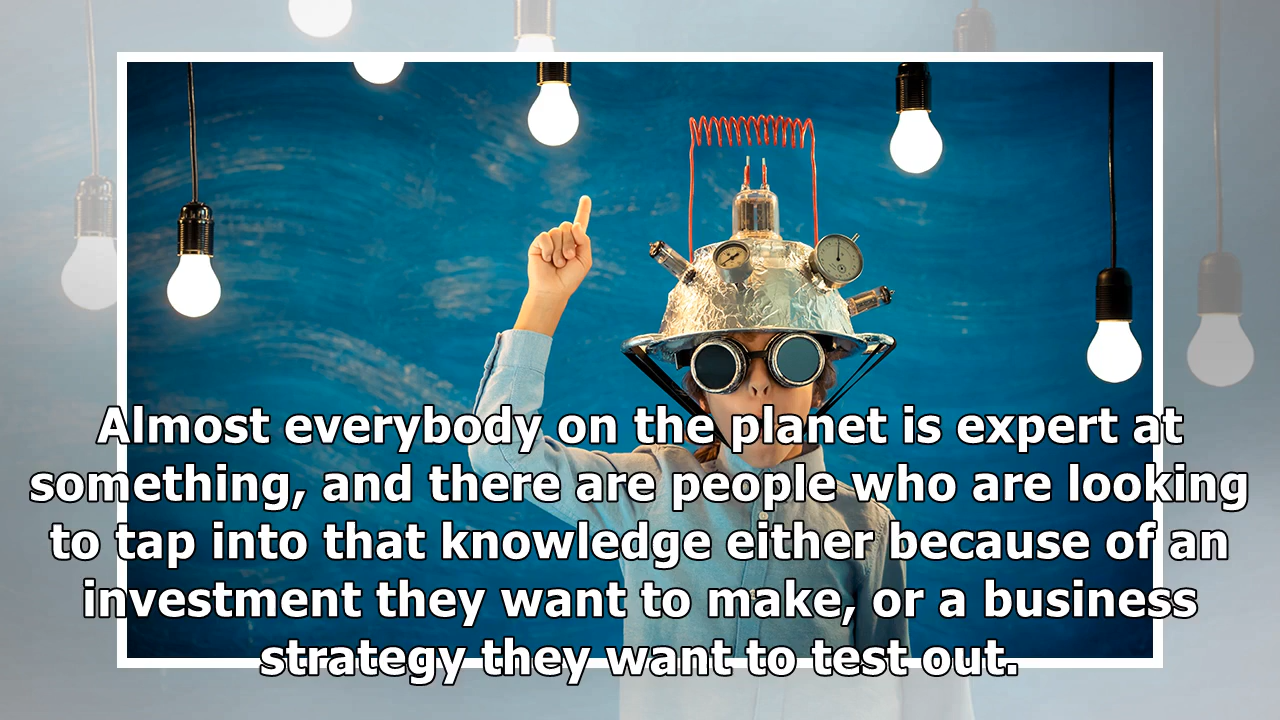 Almost everybody on the planet is expert at
something, and there are people who are looking
to tap into that knowledge either because of an
investment they want to make, or a business
strategy they want to test out.